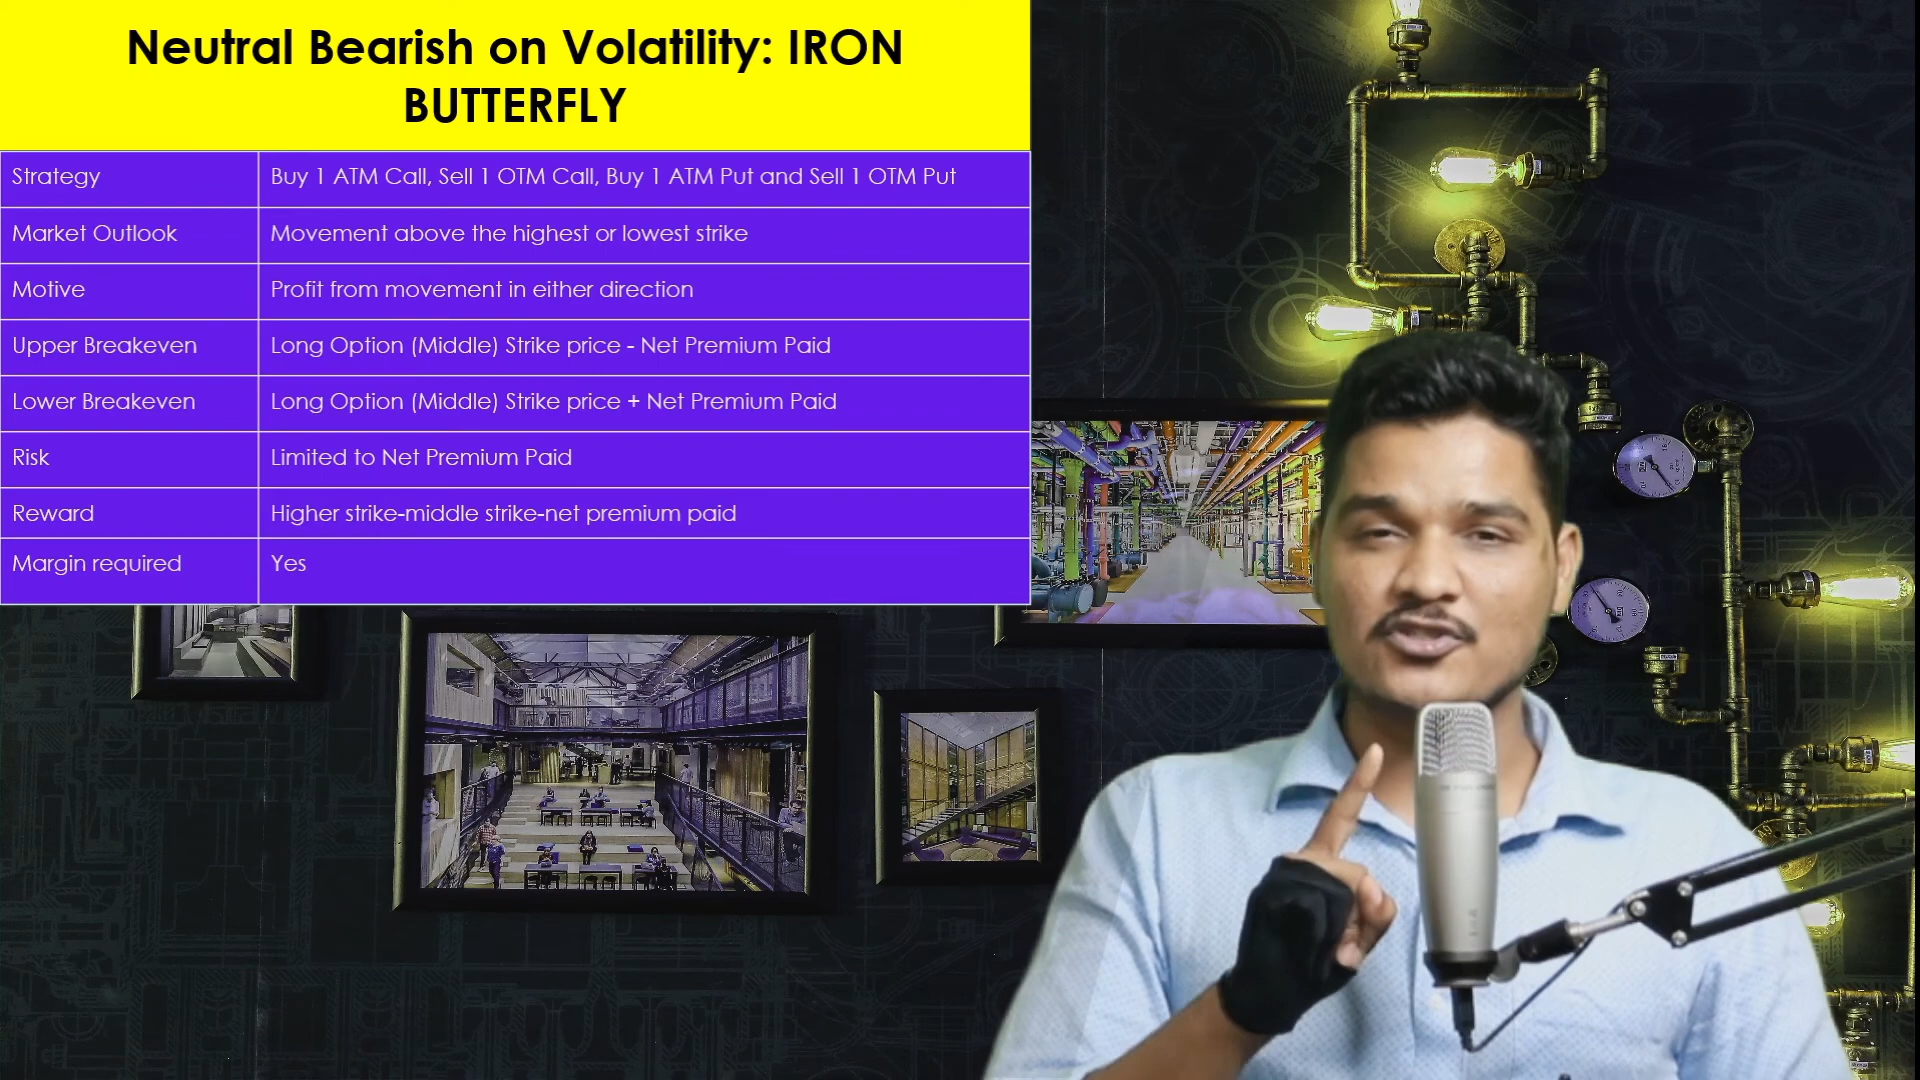 Neutral Bearish on Volatility: IRON
BUTTERFLY
Strategy Buy 1 ATM Call, Sell 1 OTM Call, Buy 1 ATM Put and Sell 1 OTM Put
Market Outlook Movement above the highest or lowest strike
Motive Profit from movement in either direction
Upper Breakeven Long Option (Middle) Strike price - Net Premium Paid
Lower Breakeven Long Option (Middle) Strike price + Net Premium Paid
Risk Limited to Net Premium Paid
Reward Higher strike-middle strike-net premium paid
Margin required Yes